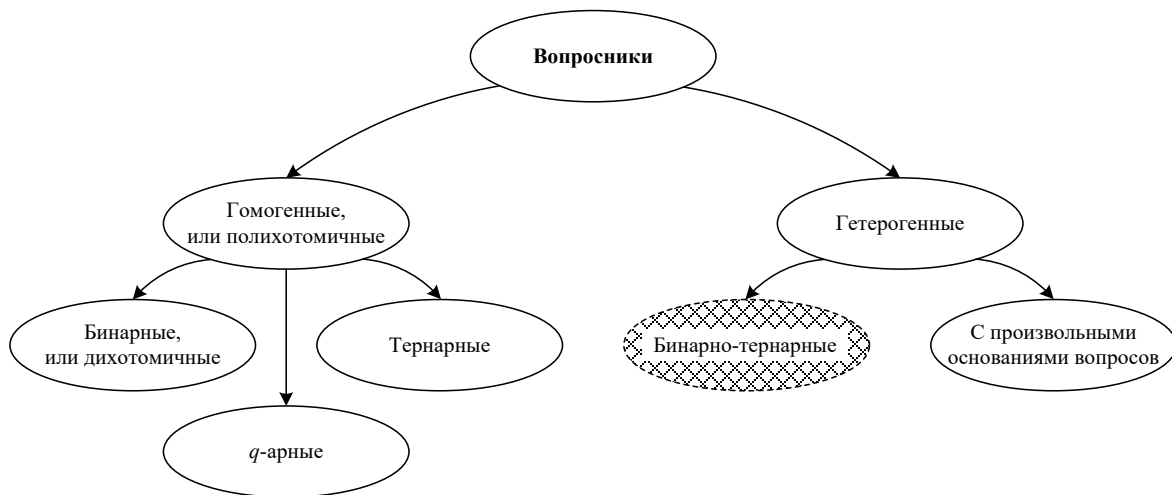 Вопросники
Гомогенные,
или полихотомичные
Гетерогенные
Бинарные,
или дихотомичные
Тернарные
Бинарно-тернарные
С произвольными
основаниями вопросов
q-арные